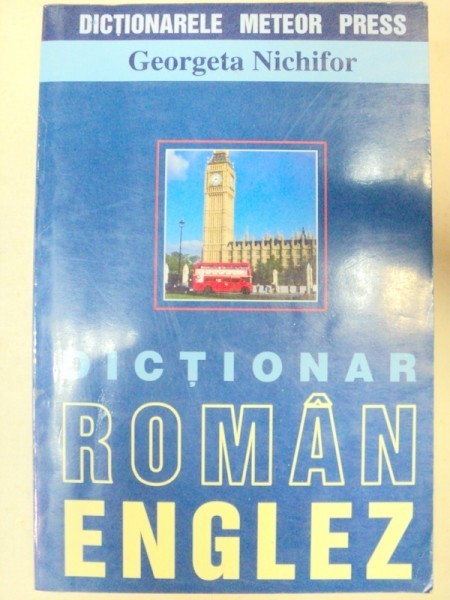 DICȚIONARELE METEOR PRESS
Georgeta Nichifor
DICȚIONAR
ROMÂN
ENGLEZ